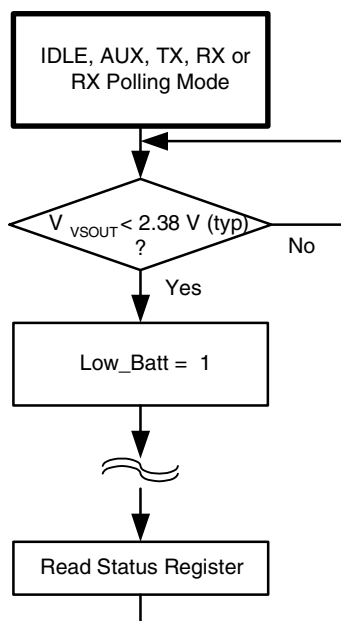 IDLE, AUX, TX, RX or
RX Polling Mode
V VSOUT < 2.38 V (typ)
?
No
Yes
Low_Batt = 1
Read Status Register